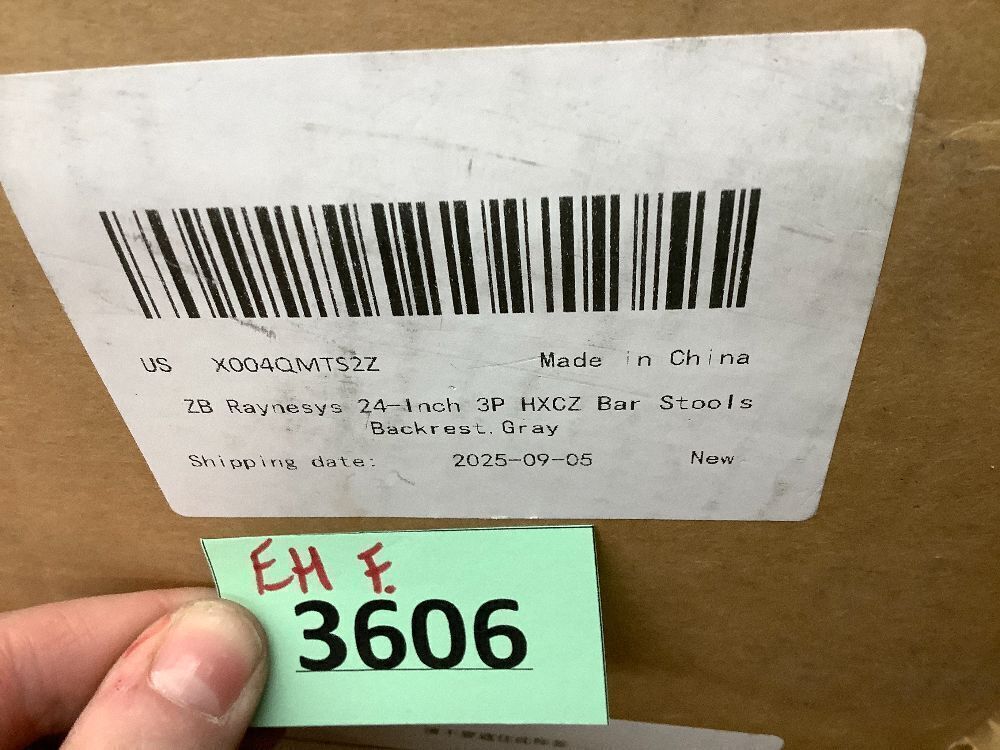 US X004QMTS2Z Made in China
ZB Raynesys 24-Inch 3P HXCZ Bar Stools
Backrest.Gray
Shipping date: 2025-09-05 New
EH F.
3606